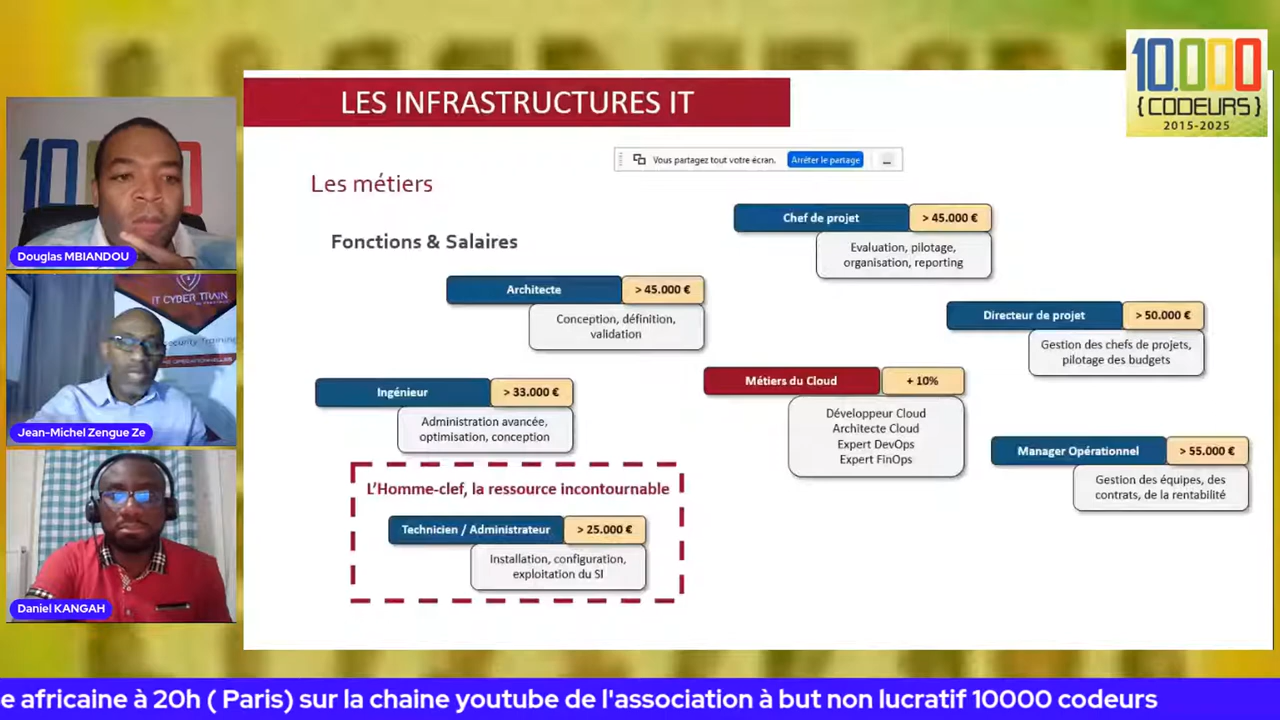 10.000
{CODEURS}
2015-2025
LES INFRASTRUCTURES IT
Vous partagez tout votre écran.
Arrêter le partage
Les métiers
Fonctions & Salaires
Chef de projet
> 45.000 €
Evaluation, pilotage,
organisation, reporting
Architecte
> 45.000 €
Conception, définition,
validation
Directeur de projet
> 50.000 €
Gestion des chefs de projets,
pilotage des budgets
Ingénieur
> 33.000 €
Administration avancée,
optimisation, conception
Métiers du Cloud
+ 10%
Développeur Cloud
Architecte Cloud
Expert DevOps
Expert FinOps
Manager Opérationnel
> 55.000 €
Gestion des équipes, des
contrats, de la rentabilité
L'Homme-clef, la ressource incontournable
Technicien / Administrateur
> 25.000 €
Installation, configuration,
exploitation du SI
Douglas MBIANDOU
IT CYBER TRAIN
Jean-Michel Zengue Ze
Daniel KANGAH
e africaine à 20h ( Paris) sur la chaine youtube de l'association à but non lucratif 10000 codeurs